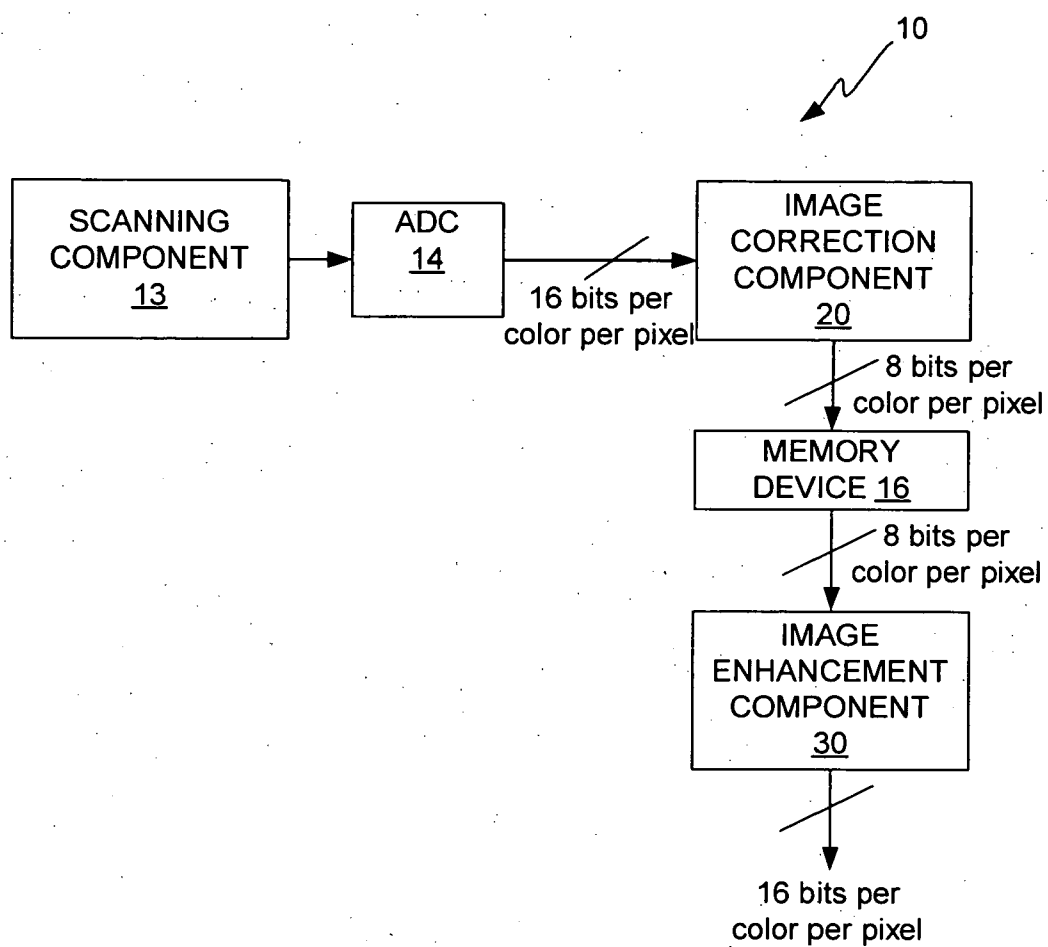 10
SCANNING
COMPONENT
13
ADC
14
16 bits per
color per pixel
IMAGE
CORRECTION
COMPONENT
20
8 bits per
color per pixel
MEMORY
DEVICE 16
8 bits per
color per pixel
IMAGE
ENHANCEMENT
COMPONENT
30
16 bits per
color per pixel